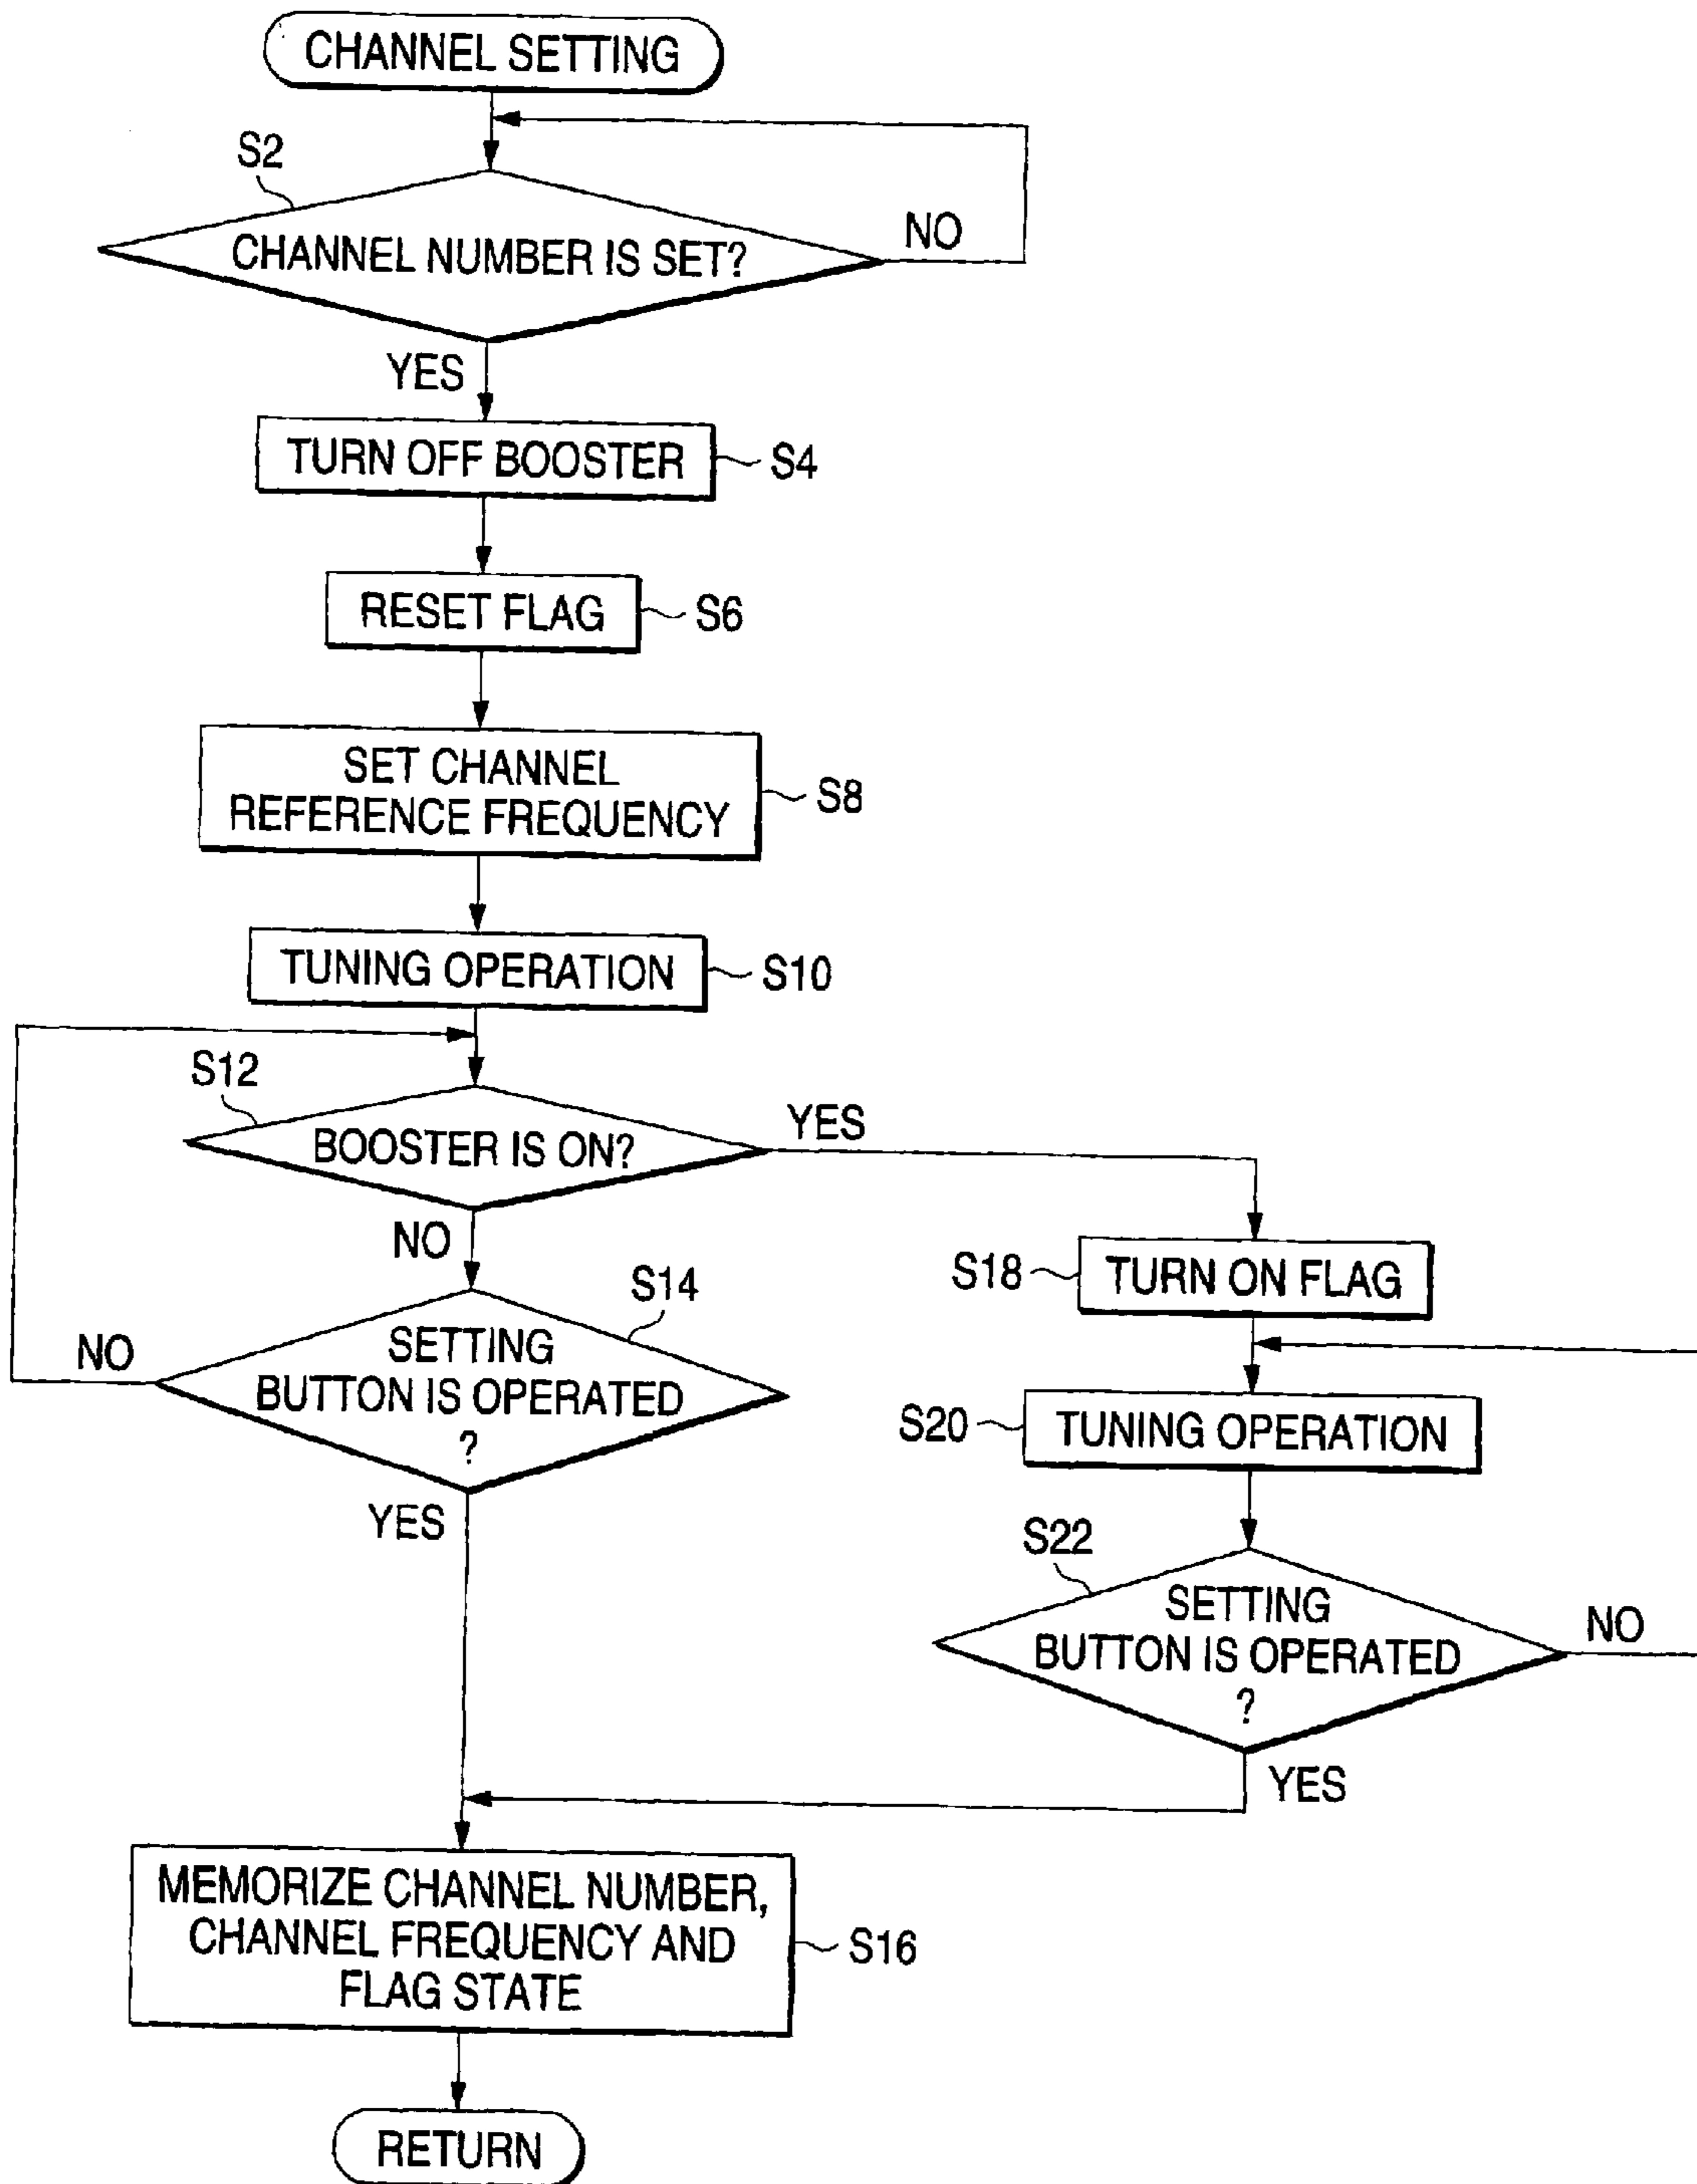 CHANNEL SETTING
S2
CHANNEL NUMBER IS SET?
NO
YES
TURN OFF BOOSTER
S4
RESET FLAG
S6
SET CHANNEL
REFERENCE FREQUENCY
S8
TUNING OPERATION
S10
S12
BOOSTER IS ON?
YES
NO
S14
SETTING
BUTTON IS OPERATED
?
NO
YES
S18
TURN ON FLAG
S20
TUNING OPERATION
S22
SETTING
BUTTON IS OPERATED
?
NO
YES
MEMORIZE CHANNEL NUMBER,
CHANNEL FREQUENCY AND
FLAG STATE
S16
RETURN